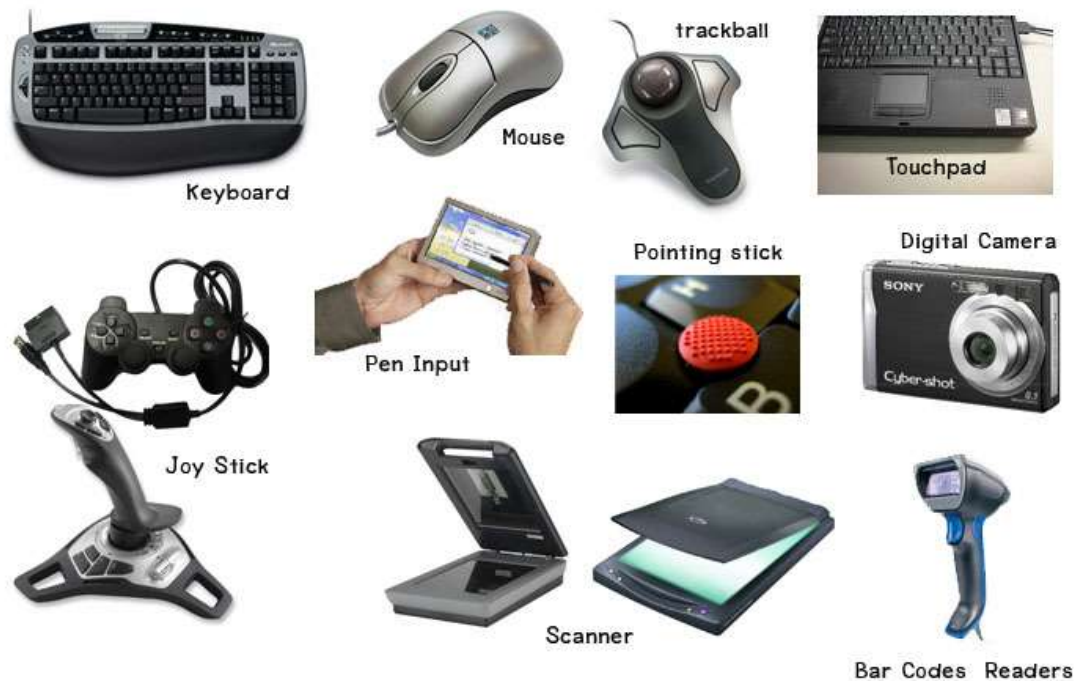 trackball
Mouse
Keyboard
Touchpad
Pointing stick
Digital Camera
SONY
Cyber-shot
Pen Input
H
B
Joy Stick
Scanner
Bar Codes Readers